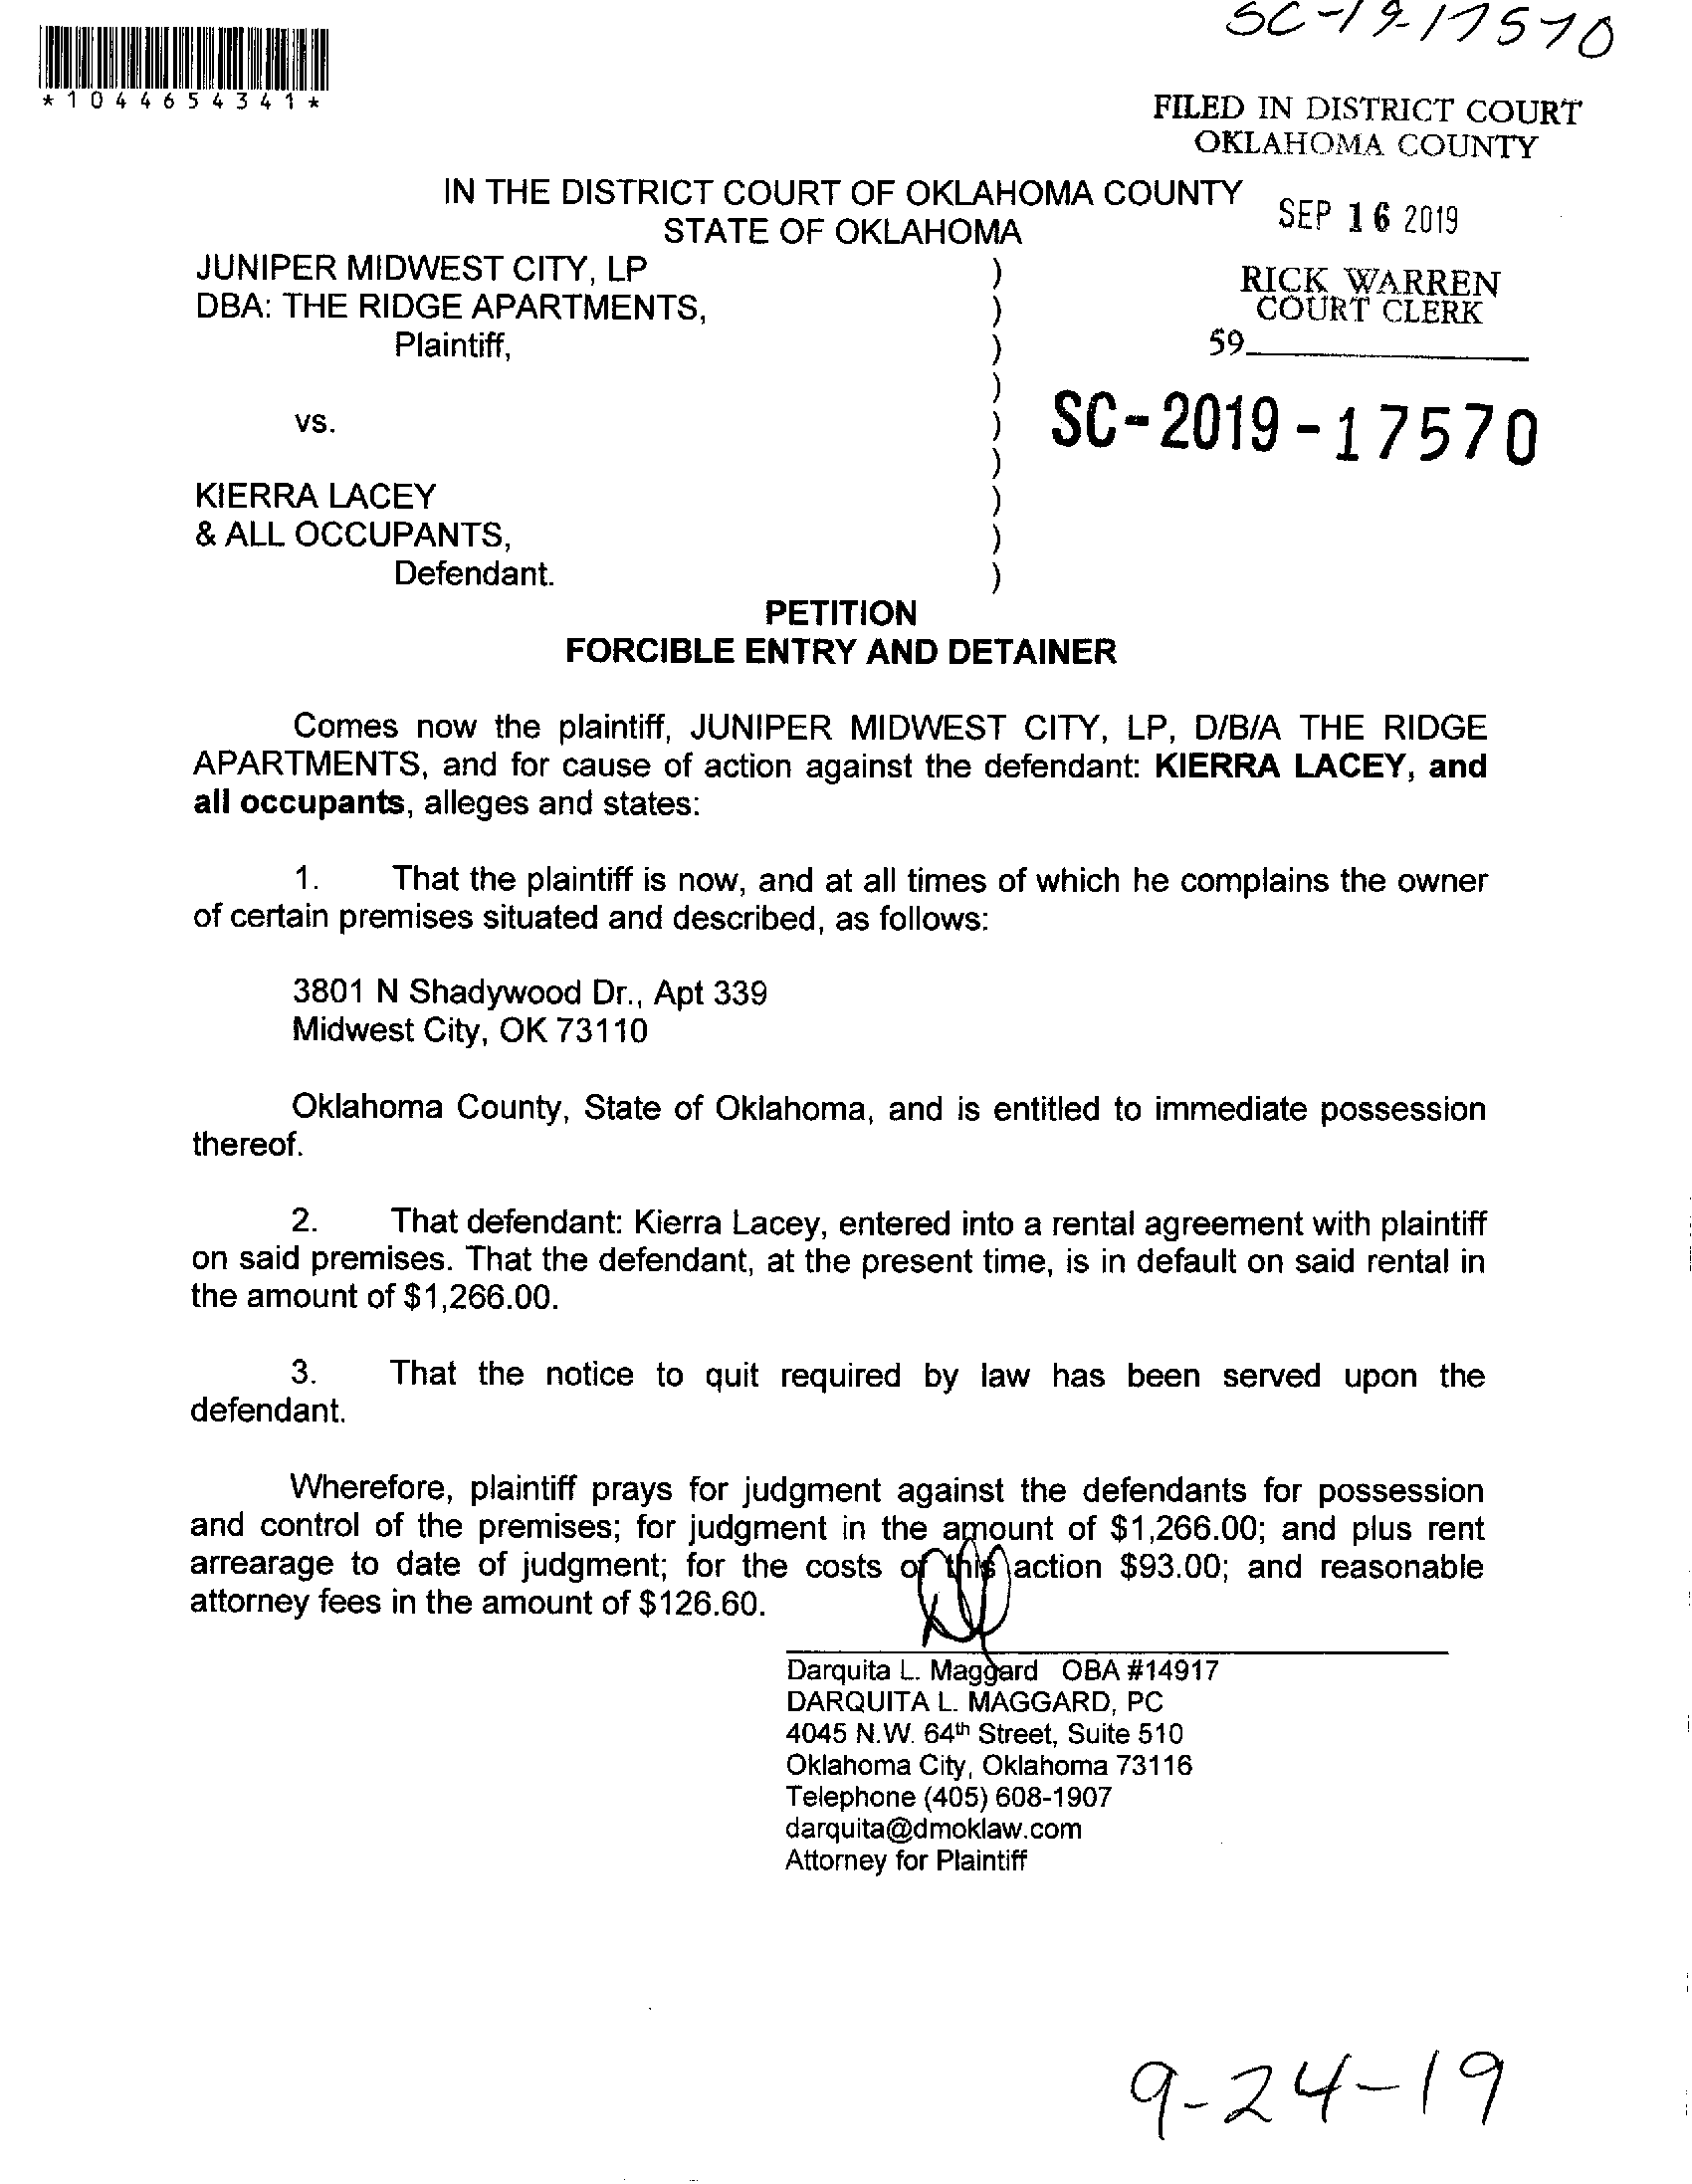 SC-19-17570
*1044654341*
FILED IN DISTRICT COURT
OKLAHOMA COUNTY
IN THE DISTRICT COURT OF OKLAHOMA COUNTY
STATE OF OKLAHOMA
SEP 16 2019
JUNIPER MIDWEST CITY, LP )
DBA: THE RIDGE APARTMENTS, )
Plaintiff, )
RICK WARREN
COURT CLERK
59
)
vs. )
SC-2019-17570
)
KIERRA LACEY )
& ALL OCCUPANTS, )
Defendant. )
PETITION
FORCIBLE ENTRY AND DETAINER
Comes now the plaintiff, JUNIPER MIDWEST CITY, LP, D/B/A THE RIDGE
APARTMENTS, and for cause of action against the defendant: KIERRA LACEY, and
all occupants, alleges and states:
1. That the plaintiff is now, and at all times of which he complains the owner
of certain premises situated and described, as follows:
3801 N Shadywood Dr., Apt 339
Midwest City, OK 73110
Oklahoma County, State of Oklahoma, and is entitled to immediate possession
thereof.
2. That defendant: Kierra Lacey, entered into a rental agreement with plaintiff
on said premises. That the defendant, at the present time, is in default on said rental in
the amount of $1,266.00.
3. That the notice to quit required by law has been served upon the
defendant.
Wherefore, plaintiff prays for judgment against the defendants for possession
and control of the premises; for judgment in the amount of $1,266.00; and plus rent
arrearage to date of judgment; for the costs of this action $93.00; and reasonable
attorney fees in the amount of $126.60.
Darquita L. Maggard OBA #14917
DARQUITA L. MAGGARD, PC
4045 N.W. 64th Street, Suite 510
Oklahoma City, Oklahoma 73116
Telephone (405) 608-1907
darquita@dmoklaw.com
Attorney for Plaintiff
9-24-19